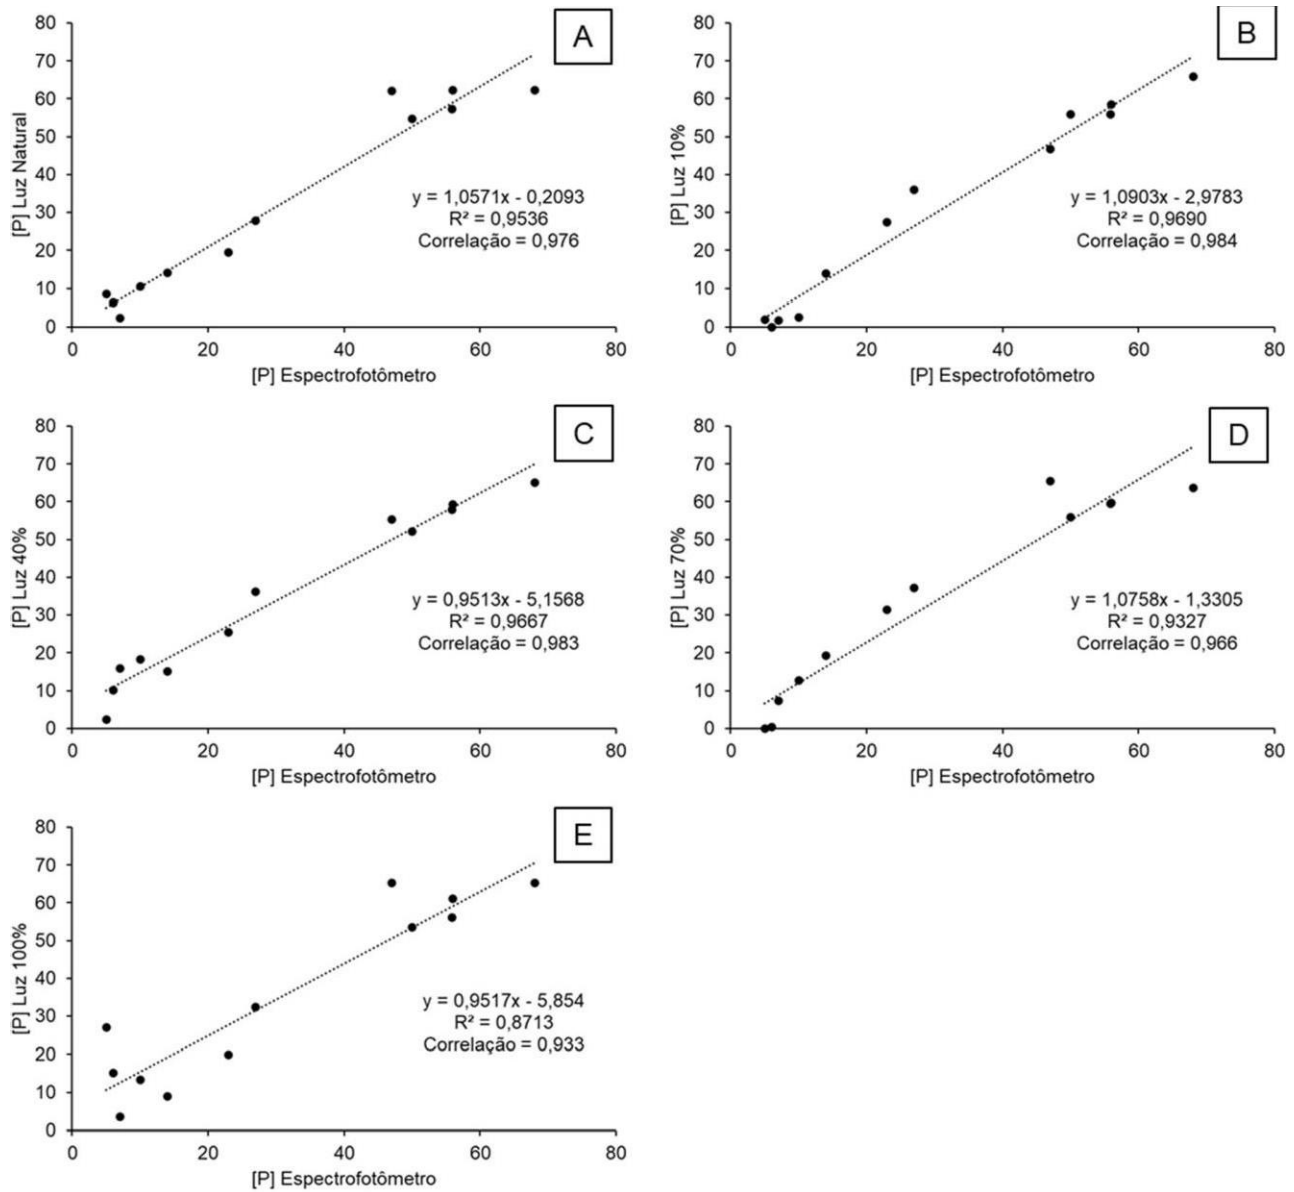 A
80
70
60
50
40
30
20
10
0
[P] Luz Natural
y = 1,0571x - 0,2093
R² = 0,9536
Correlação = 0,976
0 20 40 60 80
[P] Espectrofotômetro
B
80
70
60
50
40
30
20
10
0
[P] Luz 10%
y = 1,0903x - 2,9783
R² = 0,9690
Correlação = 0,984
0 20 40 60 80
[P] Espectrofotômetro
C
80
70
60
50
40
30
20
10
0
[P] Luz 40%
y = 0,9513x - 5,1568
R² = 0,9667
Correlação = 0,983
0 20 40 60 80
[P] Espectrofotômetro
D
80
70
60
50
40
30
20
10
0
[P] Luz 70%
y = 1,0758x - 1,3305
R² = 0,9327
Correlação = 0,966
0 20 40 60 80
[P] Espectrofotômetro
E
80
70
60
50
40
30
20
10
0
[P] Luz 100%
y = 0,9517x - 5,854
R² = 0,8713
Correlação = 0,933
0 20 40 60 80
[P] Espectrofotômetro